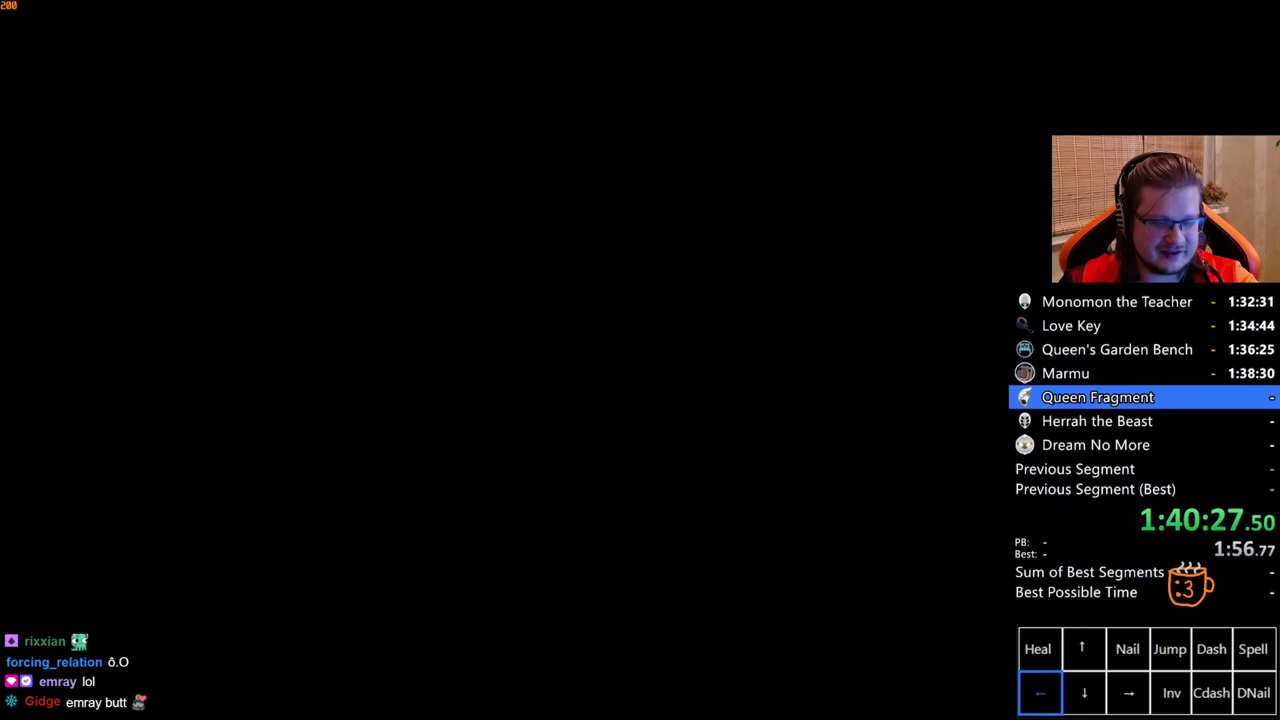 200
Monomon the Teacher - 1:32:31
Love Key - 1:34:44
Queen's Garden Bench - 1:36:25
Marmu - 1:38:30
Queen Fragment -
Herrah the Beast -
Dream No More -
Previous Segment -
Previous Segment (Best) -
1:40:27.50
PB: - 1:56.77
Best: -
Sum of Best Segments -
Best Possible Time -
:3
Heal ↑ Nail Jump Dash Spell
← ↓ → Inv Cdash DNail
rixxian
forcing_relation ô.O
emray lol
Gidge emray butt